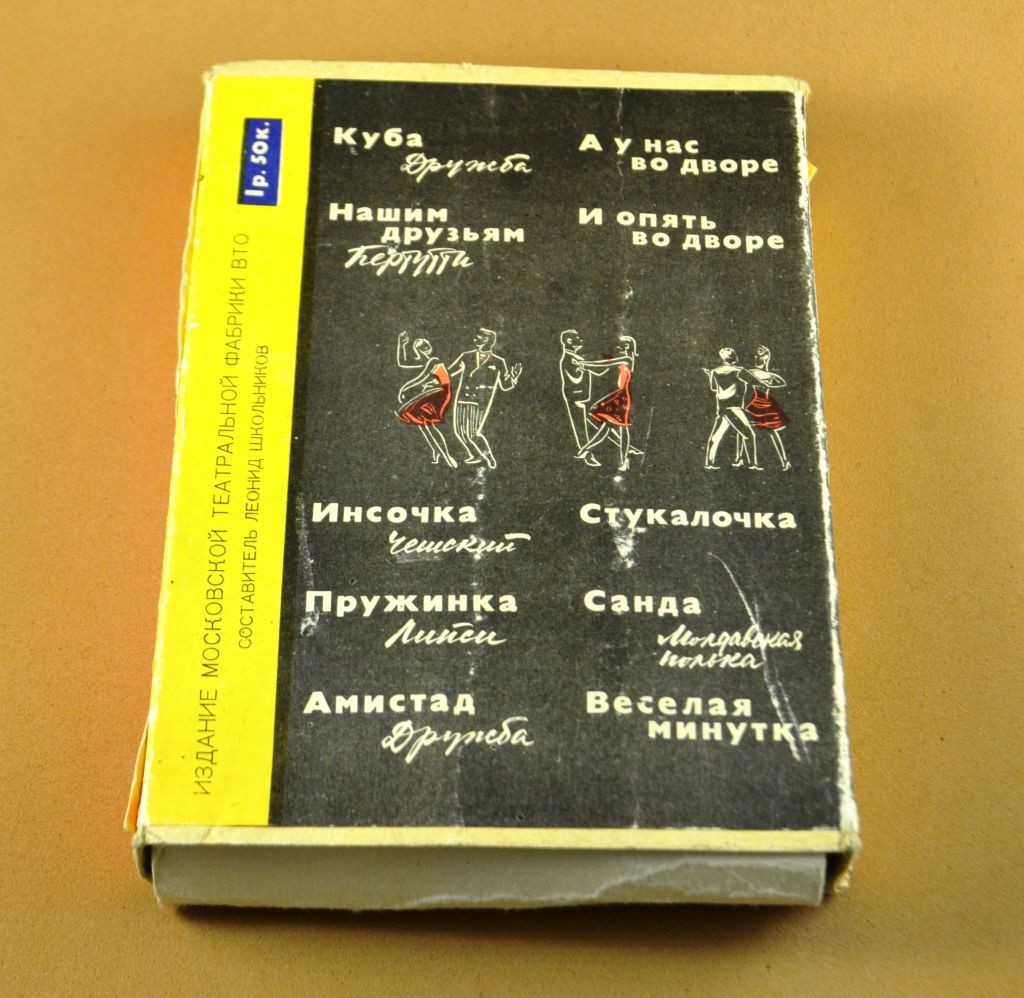 1р. 50к.
ИЗДАНИЕ МОСКОВСКОЙ ТЕАТРАЛЬНОЙ ФАБРИКИ ВТО
СОСТАВИТЕЛЬ ЛЕОНИД ШКОЛЬНИКОВ
Куба
Дружба
Нашим
друзьям
Инсочка
Чешский
Пружинка
Липси
Амистад
Дружба
А у нас
во дворе
И опять
во дворе
Стукалочка
Санда
Молдавская
полька
Веселая
минутка